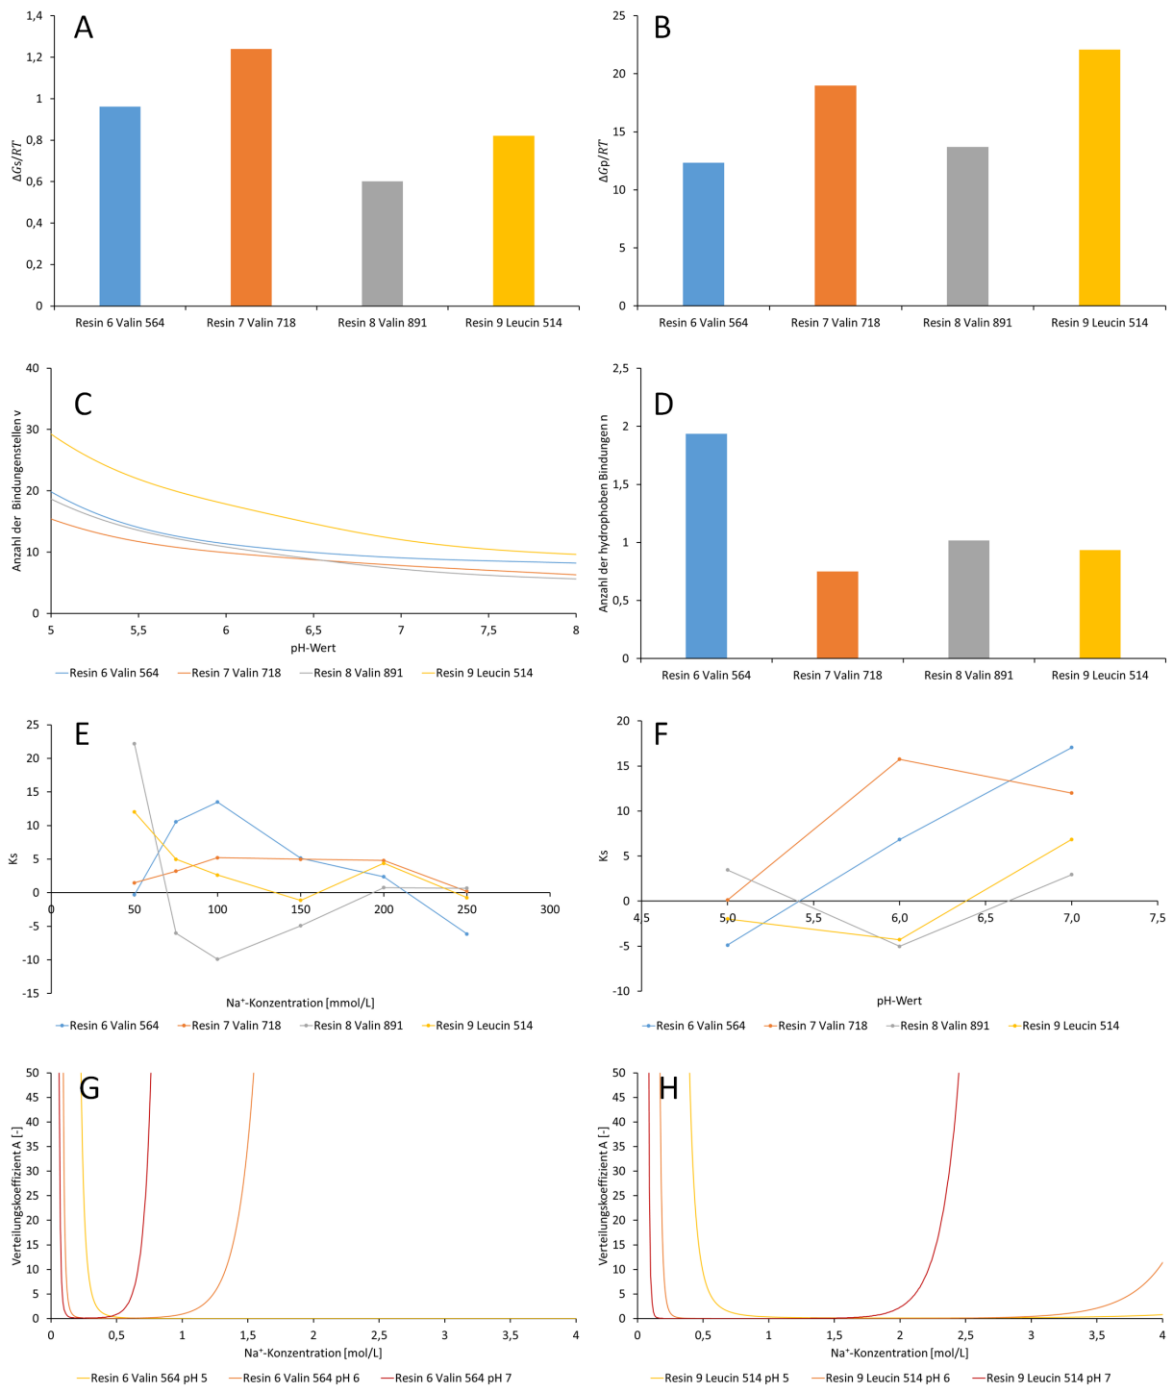 A
1,4
1,2
1
0,8
0,6
0,4
0,2
0
ΔGs/RT
Resin 6 Valin 564
Resin 7 Valin 718
Resin 8 Valin 891
Resin 9 Leucin 514
B
25
20
15
10
25
5
0
ΔGp/RT
Resin 6 Valin 564
Resin 7 Valin 718
Resin 8 Valin 891
Resin 9 Leucin 514
C
40
30
20
10
0
Anzahl der Bindungenstellen v
5
5,5
6
6,5
7
7,5
8
pH-Wert
Resin 6 Valin 564
Resin 7 Valin 718
Resin 8 Valin 891
Resin 9 Leucin 514
D
2,5
2
1,5
1
0,5
0
Anzahl der hydrophoben Bindungen n
Resin 6 Valin 564
Resin 7 Valin 718
Resin 8 Valin 891
Resin 9 Leucin 514
E
25
20
15
10
5
0
-5
-10
-15
Ks
0
50
100
150
200
250
300
Na⁺-Konzentration [mmol/L]
Resin 6 Valin 564
Resin 7 Valin 718
Resin 8 Valin 891
Resin 9 Leucin 514
F
20
15
10
5
0
-5
-10
Ks
4,5
5,0
5,5
6,0
6,5
7,0
7,5
pH-Wert
Resin 6 Valin 564
Resin 7 Valin 718
Resin 8 Valin 891
Resin 9 Leucin 514
G
50
45
40
35
30
25
20
15
10
5
0
Verteilungskoeffizient A [-]
0
0,5
1
1,5
2
2,5
3
3,5
4
Na⁺-Konzentration [mol/L]
Resin 6 Valin 564 pH 5
Resin 6 Valin 564 pH 6
Resin 6 Valin 564 pH 7
H
50
45
40
35
30
25
20
15
10
5
0
Verteilungskoeffizient A [-]
0
0,5
1
1,5
2
2,5
3
3,5
4
Na⁺-Konzentration [mol/L]
Resin 9 Leucin 514 pH 5
Resin 9 Leucin 514 pH 6
Resin 9 Leucin 514 pH 7